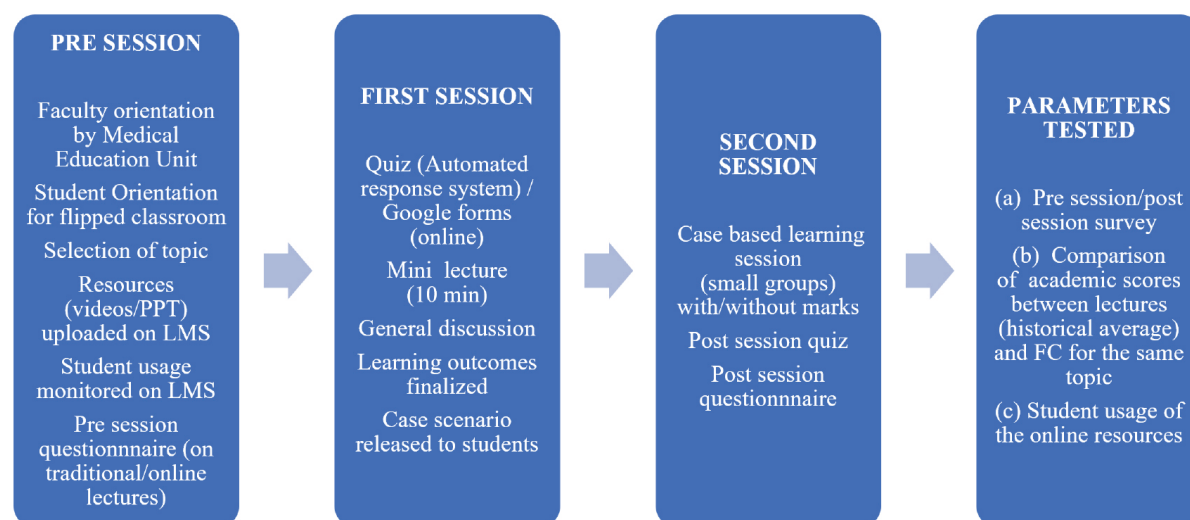 PRE SESSION
Faculty orientation
by Medical
Education Unit
Student Orientation
for flipped classroom
Selection of topic
Resources
(videos/PPT)
uploaded on LMS
Student usage
monitored on LMS
Pre session
questionnnaire (on
traditional/online
lectures)
FIRST SESSION
Quiz (Automated
response system) /
Google forms
(online)
Mini lecture
(10 min)
General discussion
Learning outcomes
finalized
Case scenario
released to students
SECOND
SESSION
Case based learning
session
(small groups)
with/without marks
Post session quiz
Post session
questionnnaire
PARAMETERS
TESTED
(a) Pre session/post
session survey
(b) Comparison
of academic scores
between lectures
(historical average)
and FC for the same
topic
(c) Student usage of
the online resources